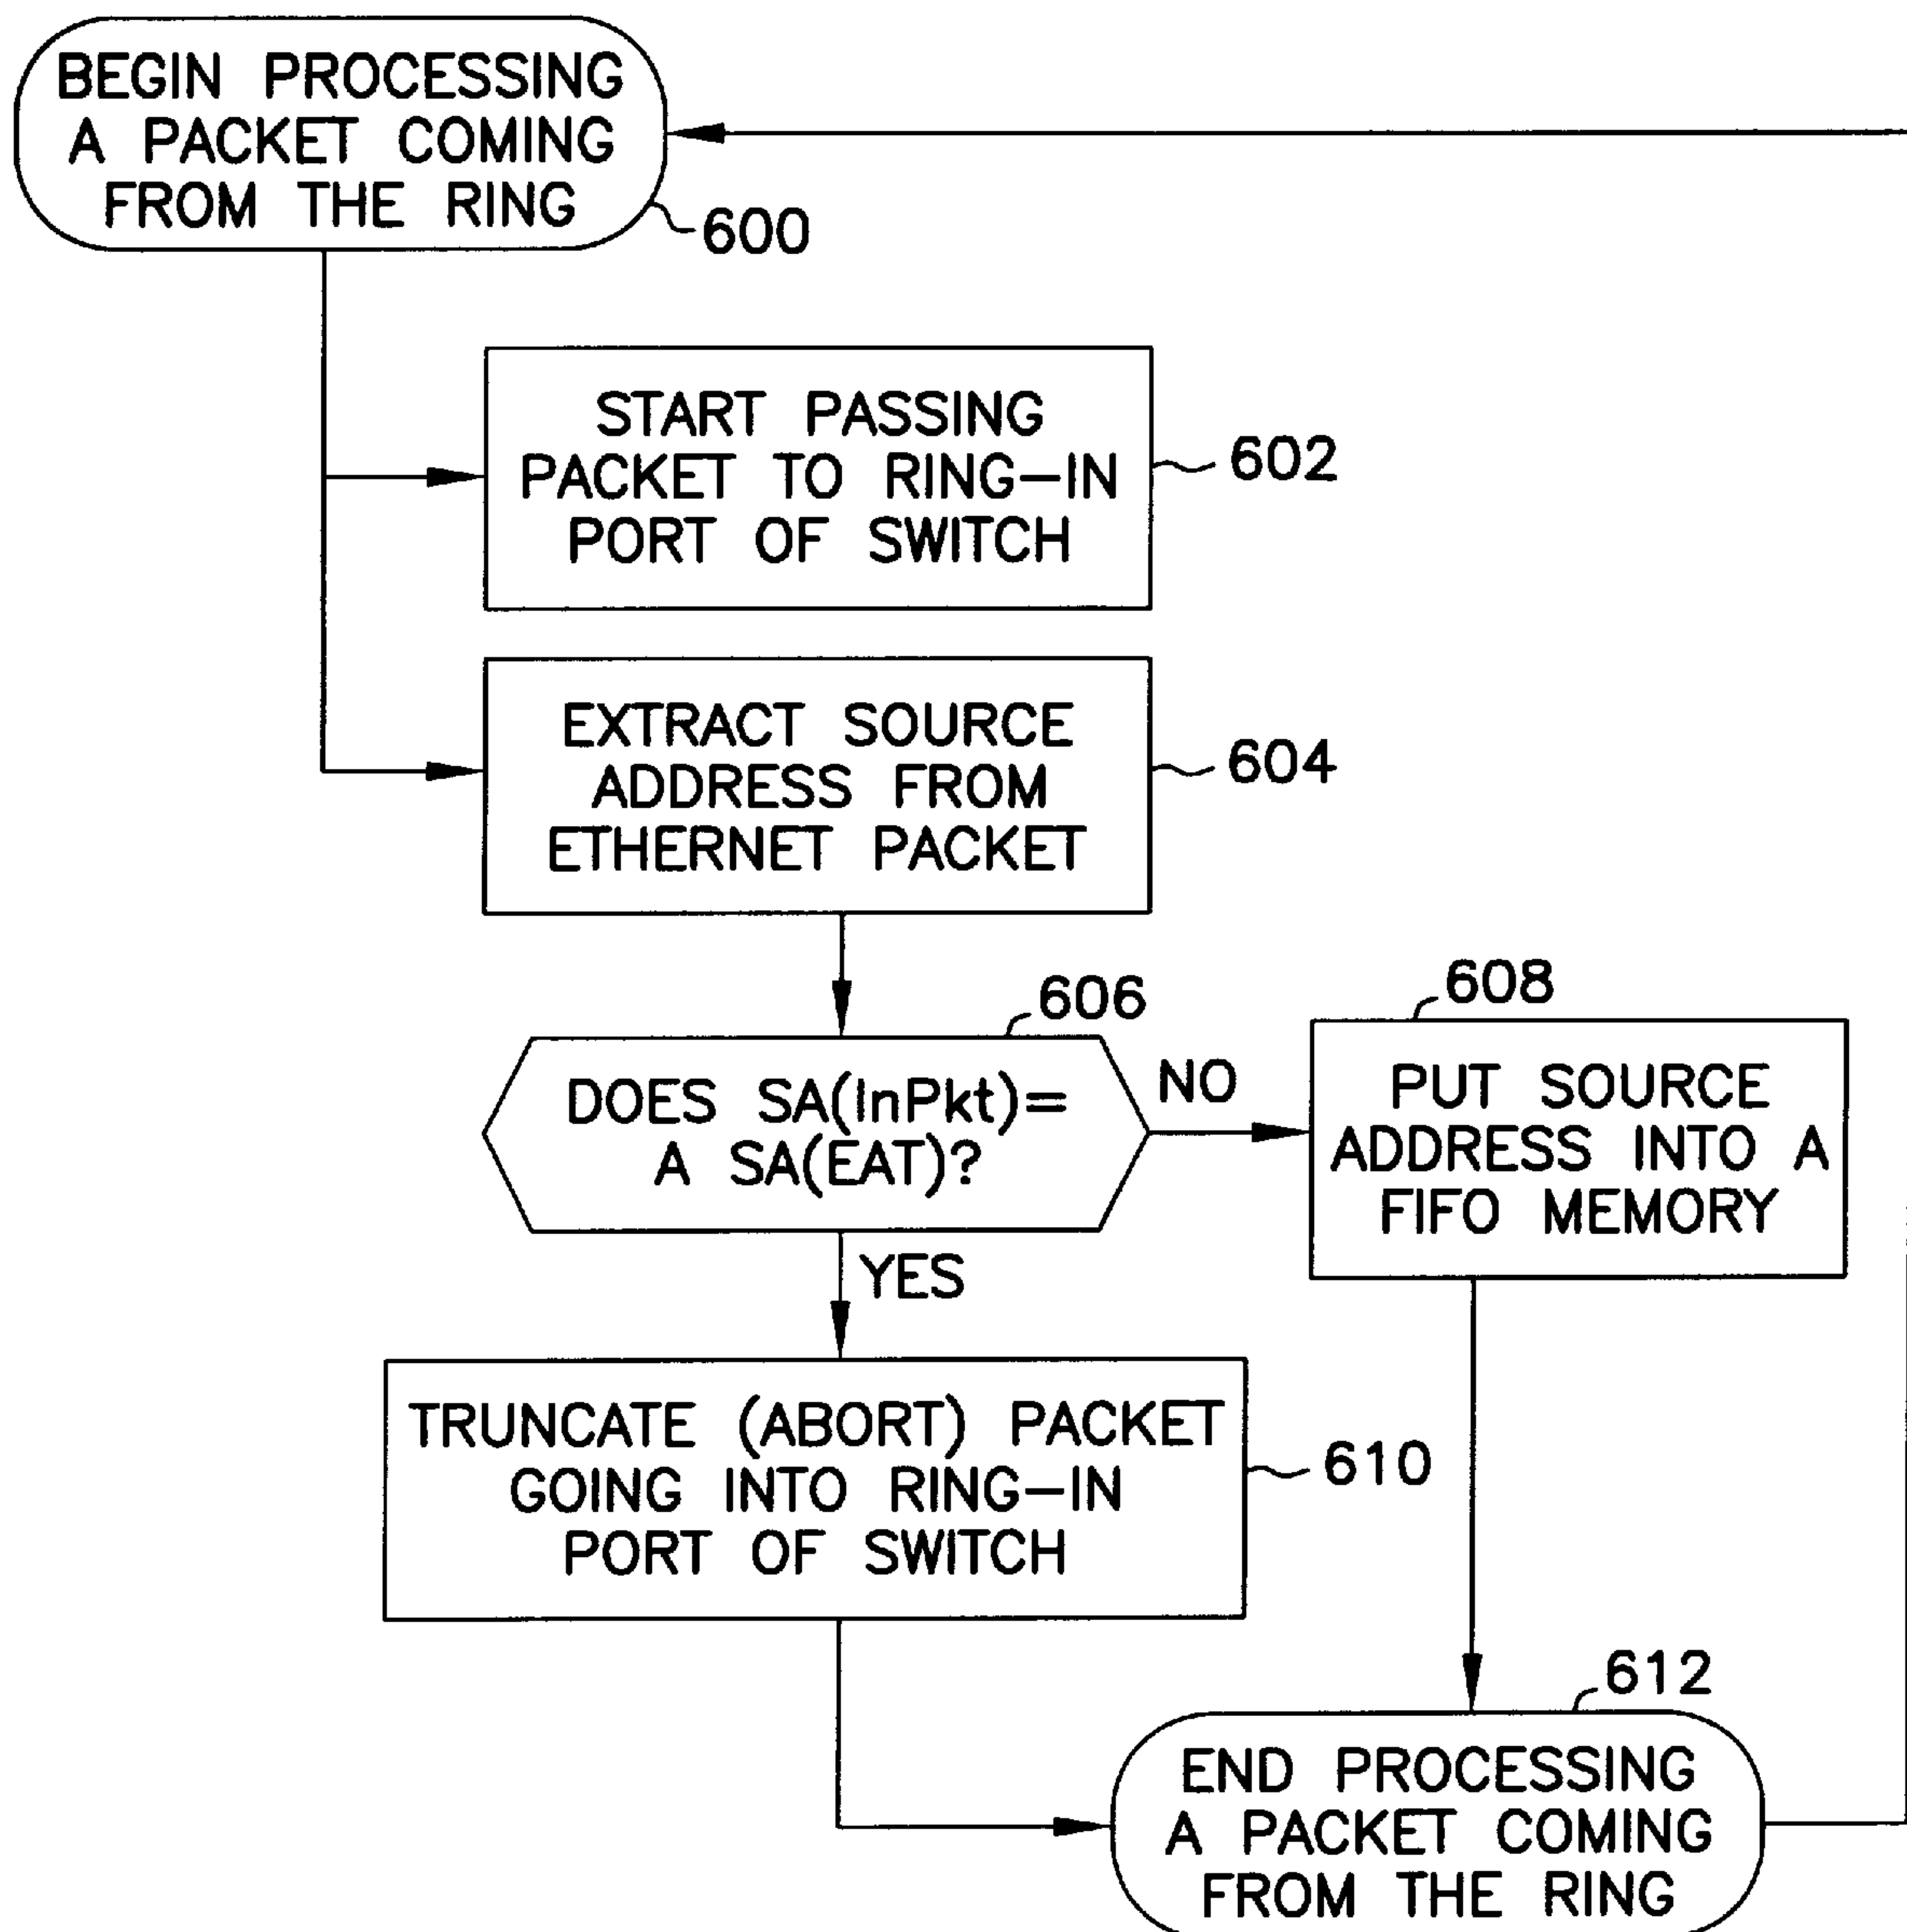 BEGIN PROCESSING
A PACKET COMING
FROM THE RING
600
START PASSING
PACKET TO RING-IN
PORT OF SWITCH
602
EXTRACT SOURCE
ADDRESS FROM
ETHERNET PACKET
604
606
DOES SA(InPkt)=
A SA(EAT)?
NO
608
PUT SOURCE
ADDRESS INTO A
FIFO MEMORY
YES
TRUNCATE (ABORT) PACKET
GOING INTO RING-IN
PORT OF SWITCH
610
612
END PROCESSING
A PACKET COMING
FROM THE RING